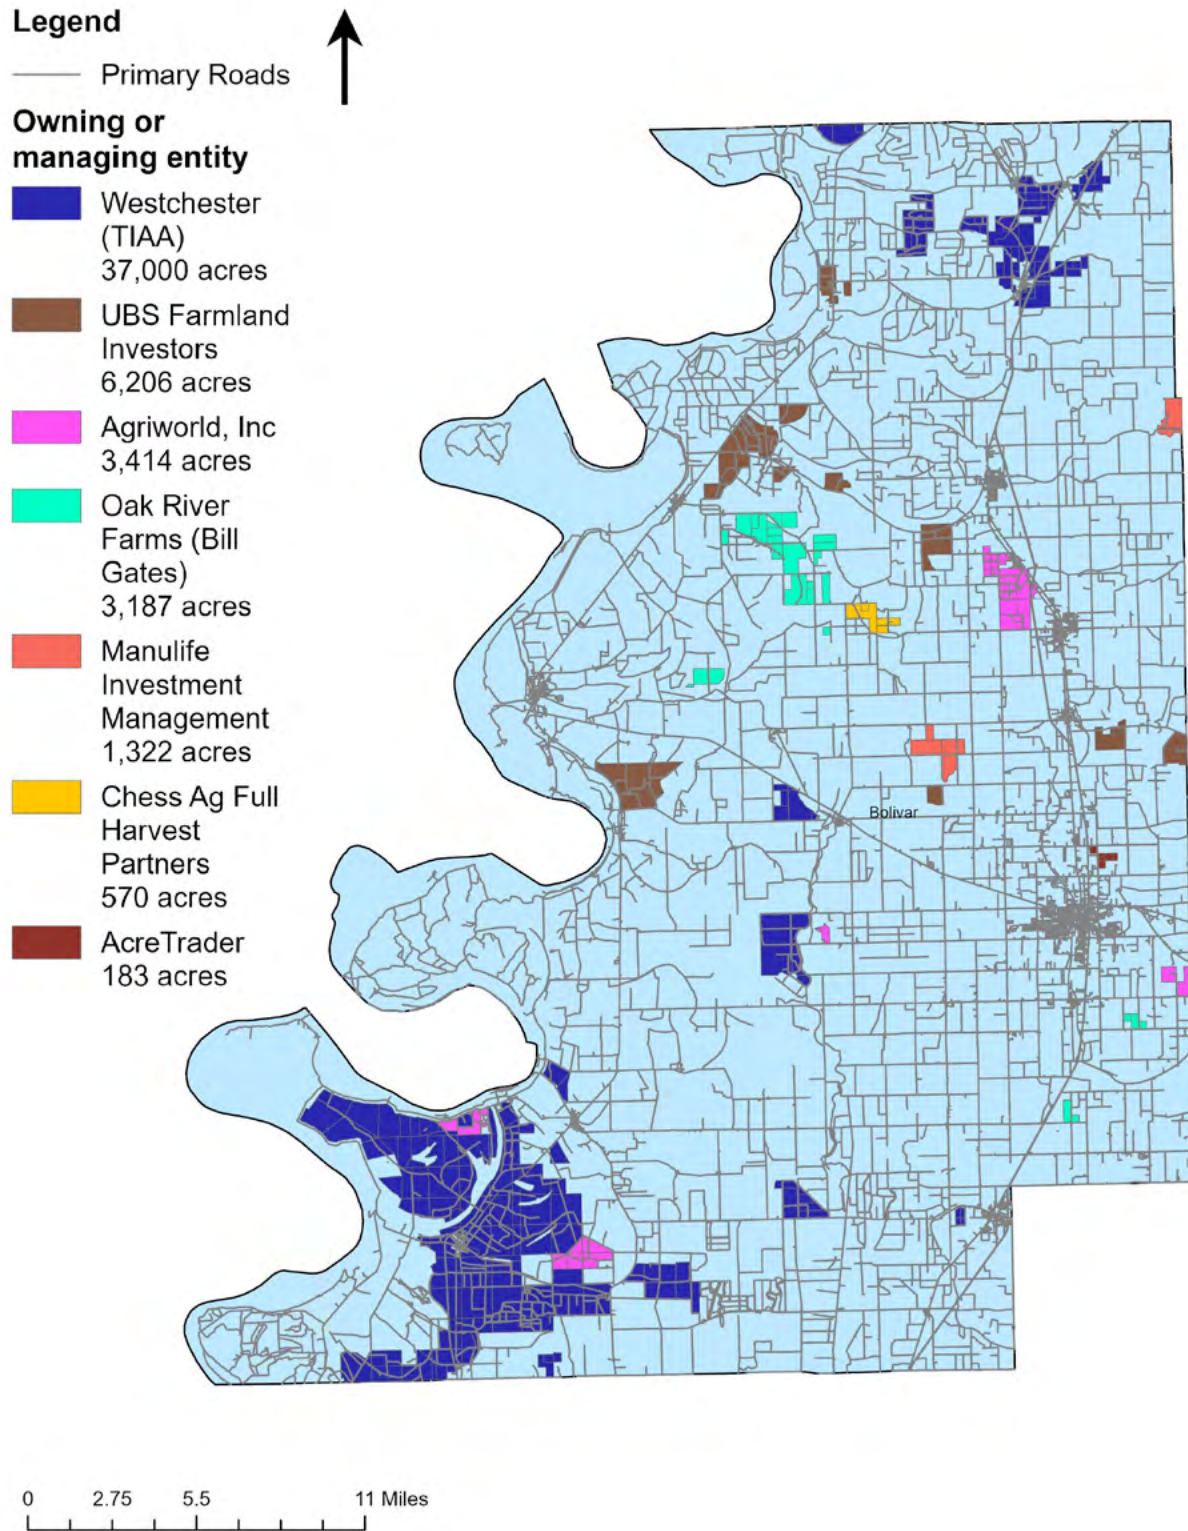 Legend
Primary Roads
Owning or
managing entity
Westchester
(TIAA)
37,000 acres
UBS Farmland
Investors
6,206 acres
Agriworld, Inc
3,414 acres
Oak River
Farms (Bill
Gates)
3,187 acres
Manulife
Investment
Management
1,322 acres
Chess Ag Full
Harvest
Partners
570 acres
AcreTrader
183 acres
Bolivar
0 2.75 5.5 11 Miles